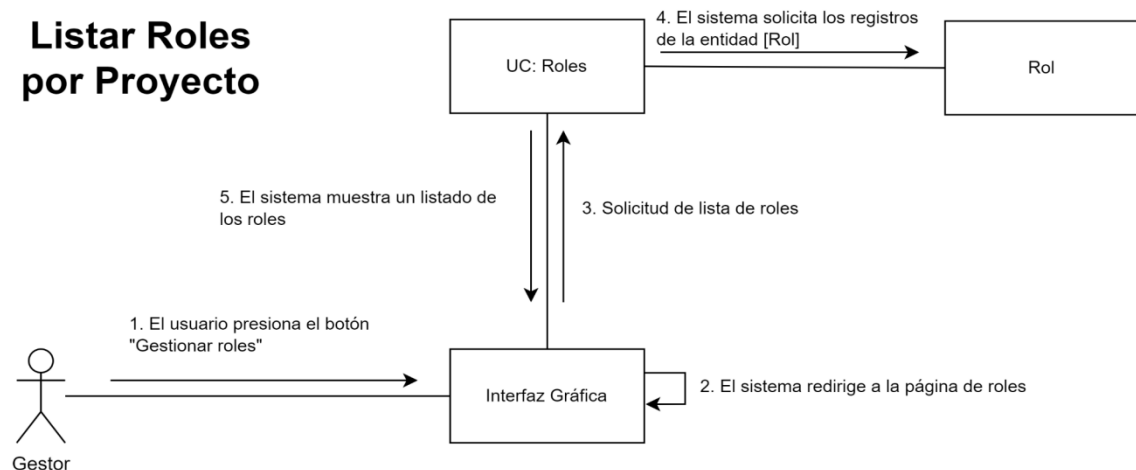 Listar Roles
por Proyecto
4. El sistema solicita los registros
de la entidad [Rol]
UC: Roles
Rol
5. El sistema muestra un listado de
los roles
3. Solicitud de lista de roles
1. El usuario presiona el botón
"Gestionar roles"
Interfaz Gráfica
2. El sistema redirige a la página de roles
Gestor